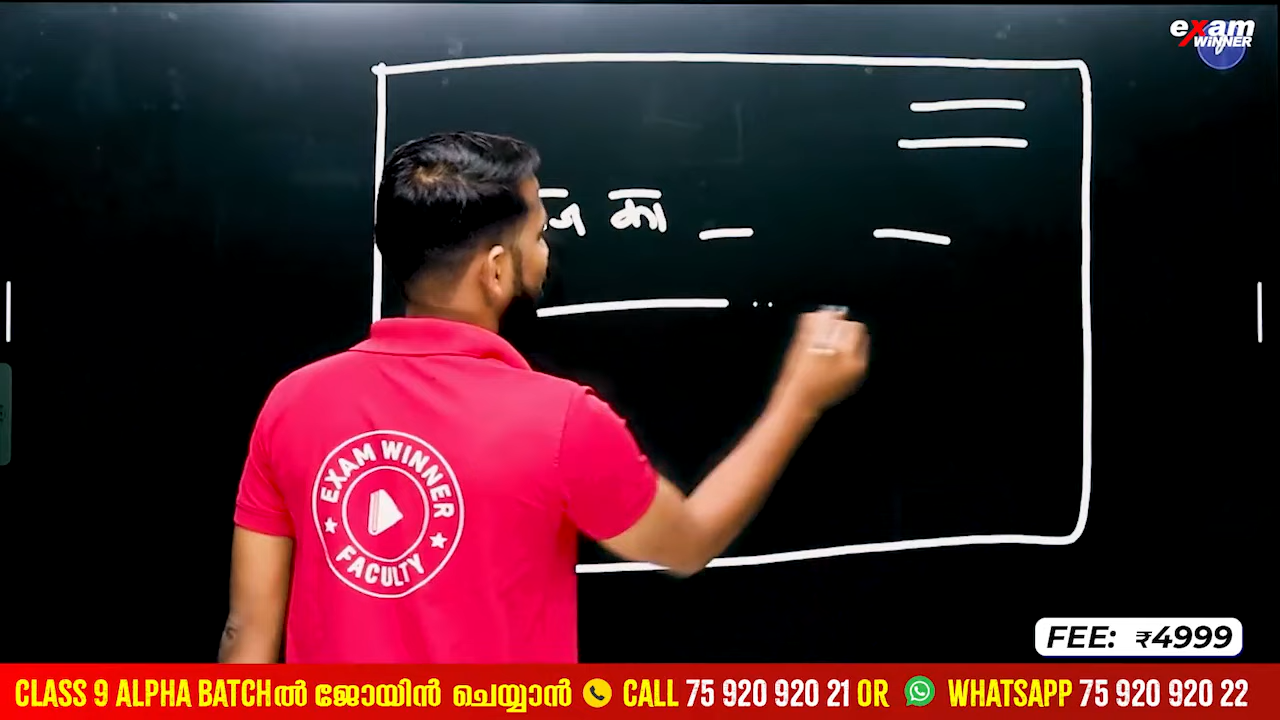 exam
WINNER
का
EXAM WINNER
FACULTY
FEE: ₹4999
CLASS 9 ALPHA BATCHൽ ജോയിൻ ചെയ്യാൻ CALL 75 920 920 21 OR WHATSAPP 75 920 920 22